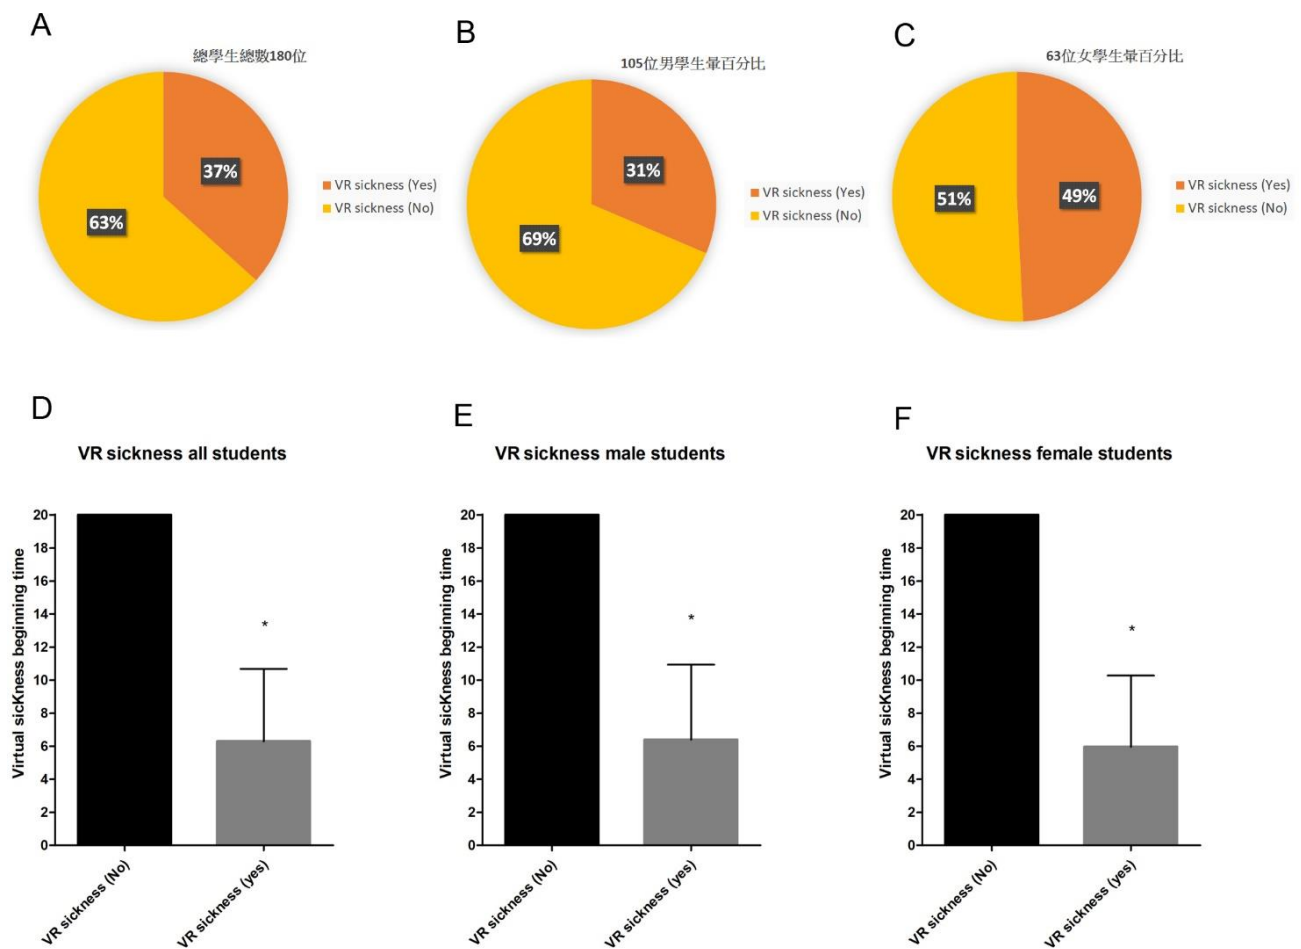 A
總學生總數180位
37%
63%
VR sickness (Yes)
VR sickness (No)
B
105位男學生暈百分比
31%
69%
VR sickness (Yes)
VR sickness (No)
C
63位女學生暈百分比
51%
49%
VR sickness (Yes)
VR sickness (No)
D
VR sickness all students
Virtual sicKness beginning time
20
18
16
14
12
10
8
6
4
2
0
*
VR sickness (No)
VR sickness (yes)
E
VR sickness male students
Virtual sicKness beginning time
20
18
16
14
12
10
8
6
4
2
0
*
VR sickness (No)
VR sickness (yes)
F
VR sickness female students
Virtual sicKness beginning time
20
18
16
14
12
10
8
6
4
2
0
*
VR sickness (No)
VR sickness (yes)